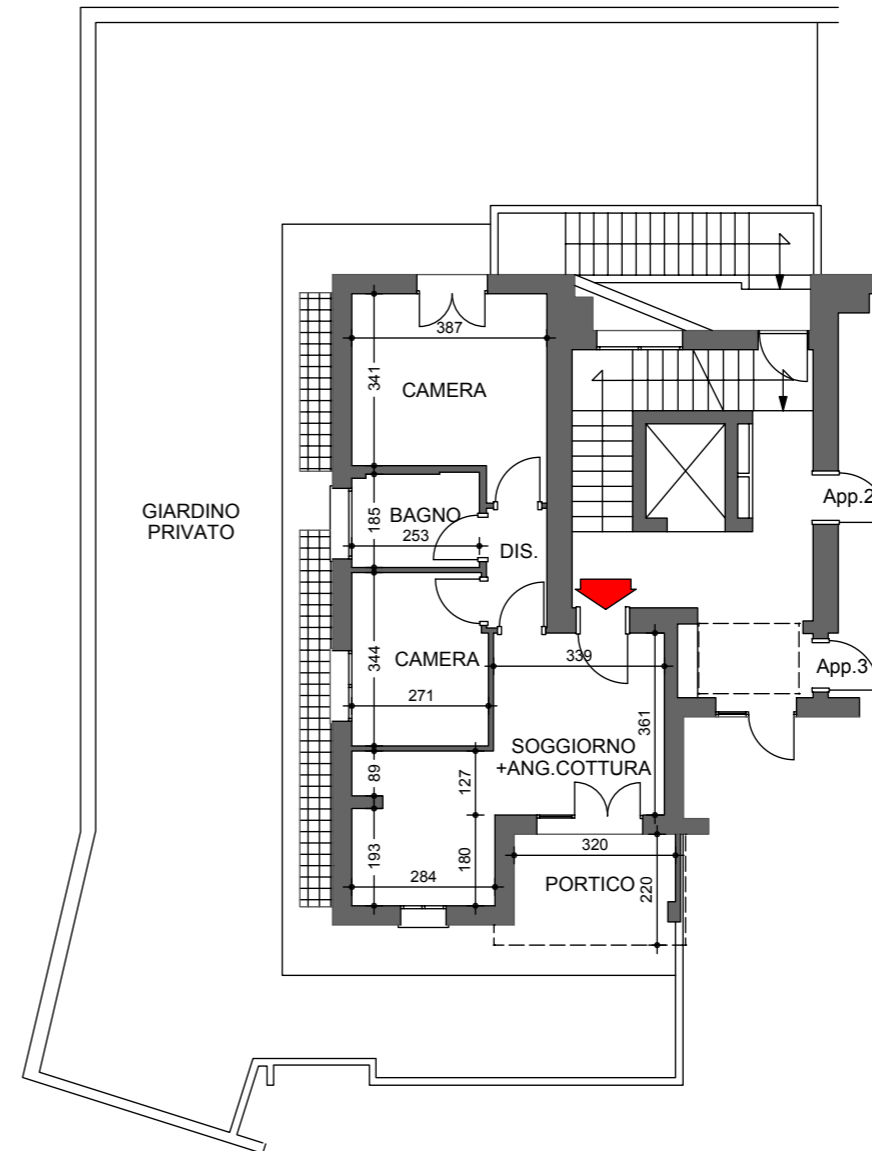 387
341
CAMERA
GIARDINO
PRIVATO
BAGNO
185
253
DIS.
App.2
344
CAMERA
271
339
App.3
361
SOGGIORNO
+ANG.COTTURA
89
127
193
180
284
320
PORTICO
220